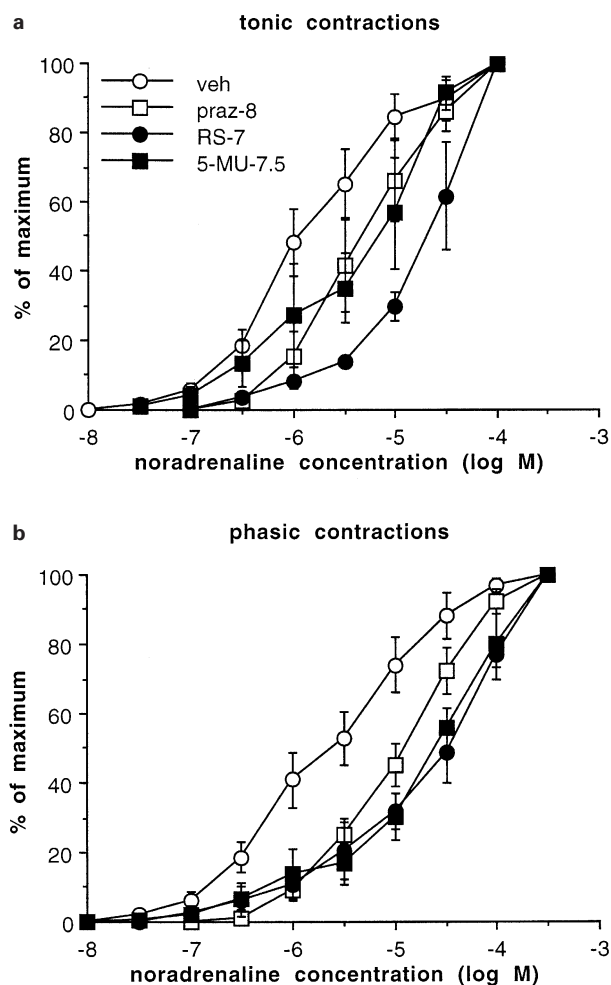 a
tonic contractions
100
80
60
40
20
0
% of maximum
veh
praz-8
RS-7
5-MU-7.5
-8 -7 -6 -5 -4 -3
noradrenaline concentration (log M)
b
phasic contractions
100
80
60
40
20
0
% of maximum
-8 -7 -6 -5 -4 -3
noradrenaline concentration (log M)